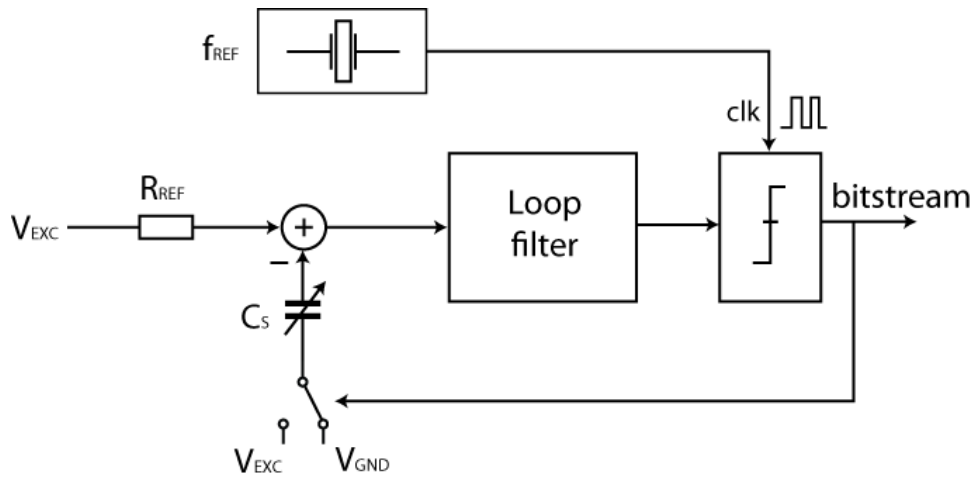 fREF
clk
RREF
VEXC
+
−
Loop
filter
bitstream
CS
VEXC
VGND